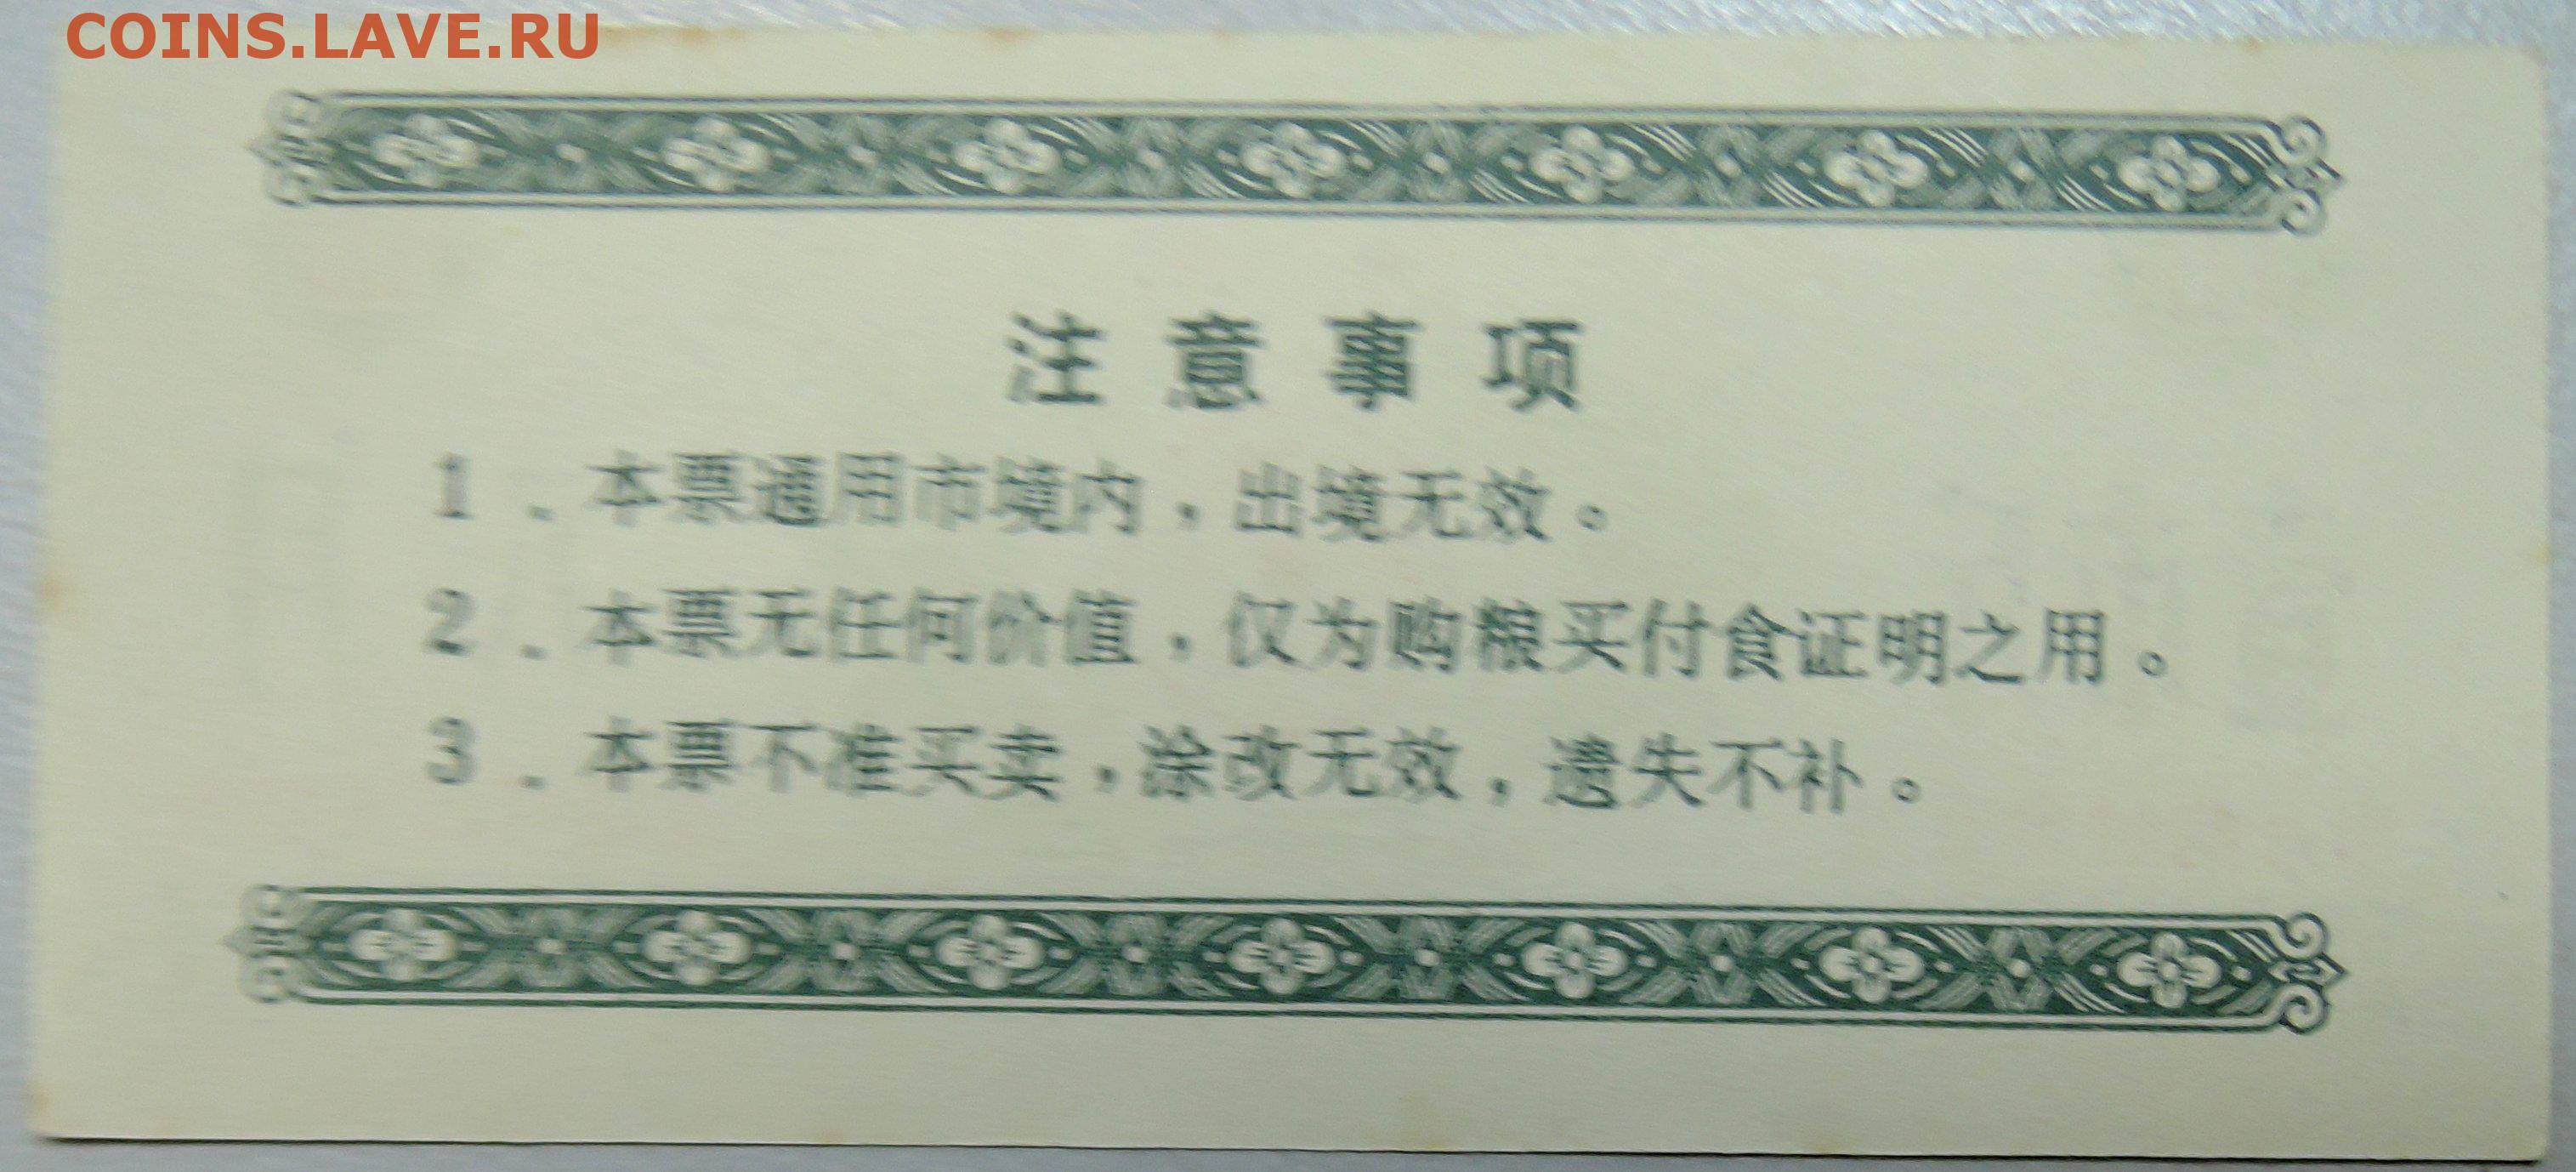 COINS.LAVE.RU
注意事项
1．本票通用市境内，出境无效。
2．本票无任何价值，仅为购粮买付食证明之用。
3．本票不准买卖，涂改无效，遗失不补。